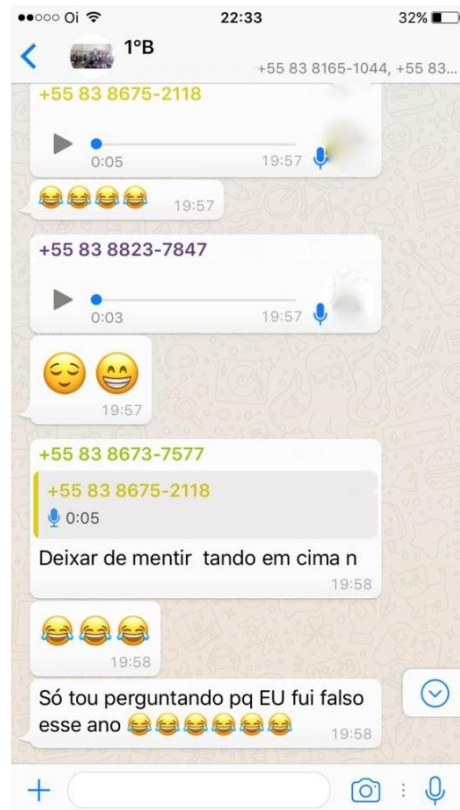 Oi 22:33 32%
1°B
+55 83 8165-1044, +55 83...
+55 83 8675-2118
0:05 19:57
😂😂😂😂 19:57
+55 83 8823-7847
0:03 19:57
😌😁
19:57
+55 83 8673-7577
+55 83 8675-2118
0:05
Deixar de mentir tando em cima n
19:58
😂😂😂
19:58
Só tou perguntando pq EU fui falso
esse ano 😂😂😂😂😂😂 19:58